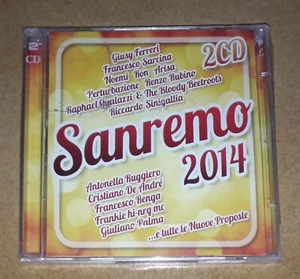 2
CD
Giusy Ferreri
2CD
Francesco Sarcina
Noemi Ron Arisa
Perturbazione Renzo Rubino
Raphael Gualazzi & The Bloody Beetroots
Riccardo Sinigallia
Sanremo
2014
Antonella Ruggiero
Cristiano De André
Francesco Renga
Frankie hi-nrg mc
Giuliano Palma
...e tutte le Nuove Proposte